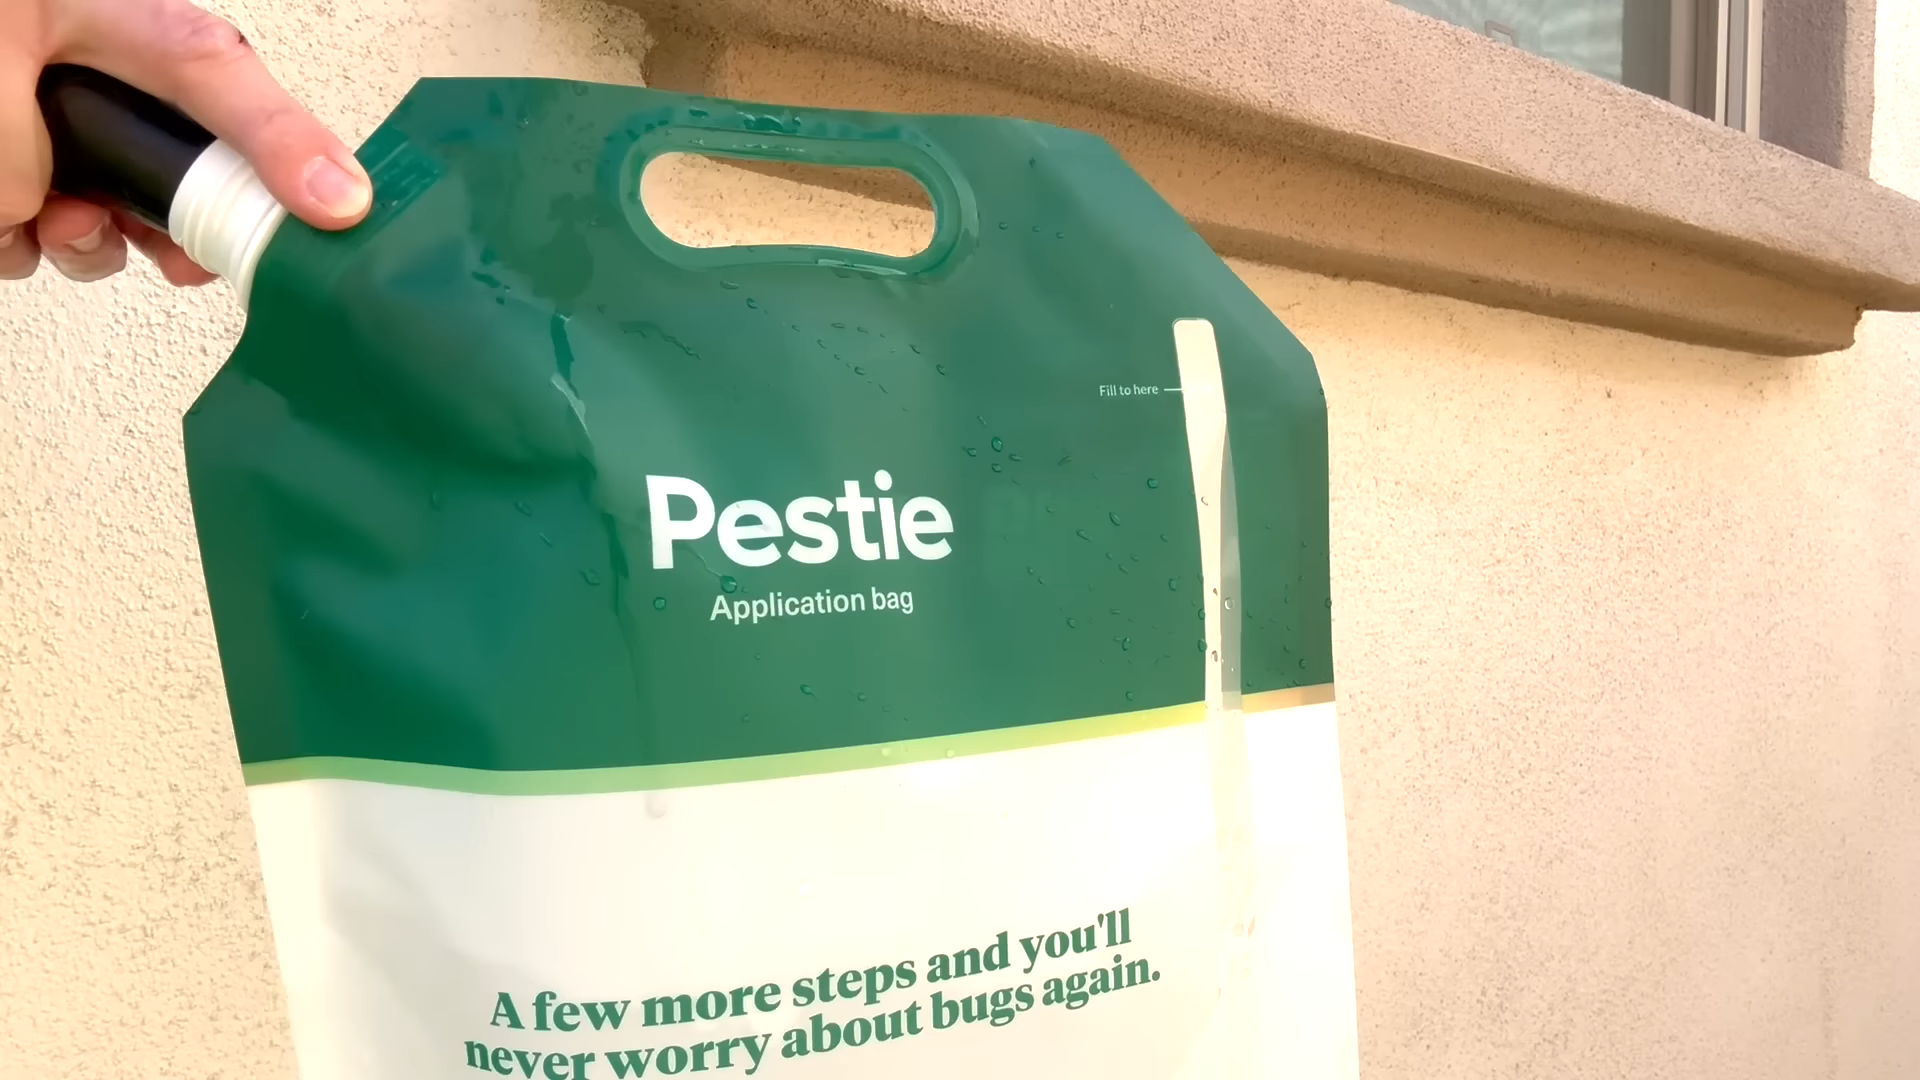 Fill to here
Pestie
Application bag
A few more steps and you'll
never worry about bugs again.